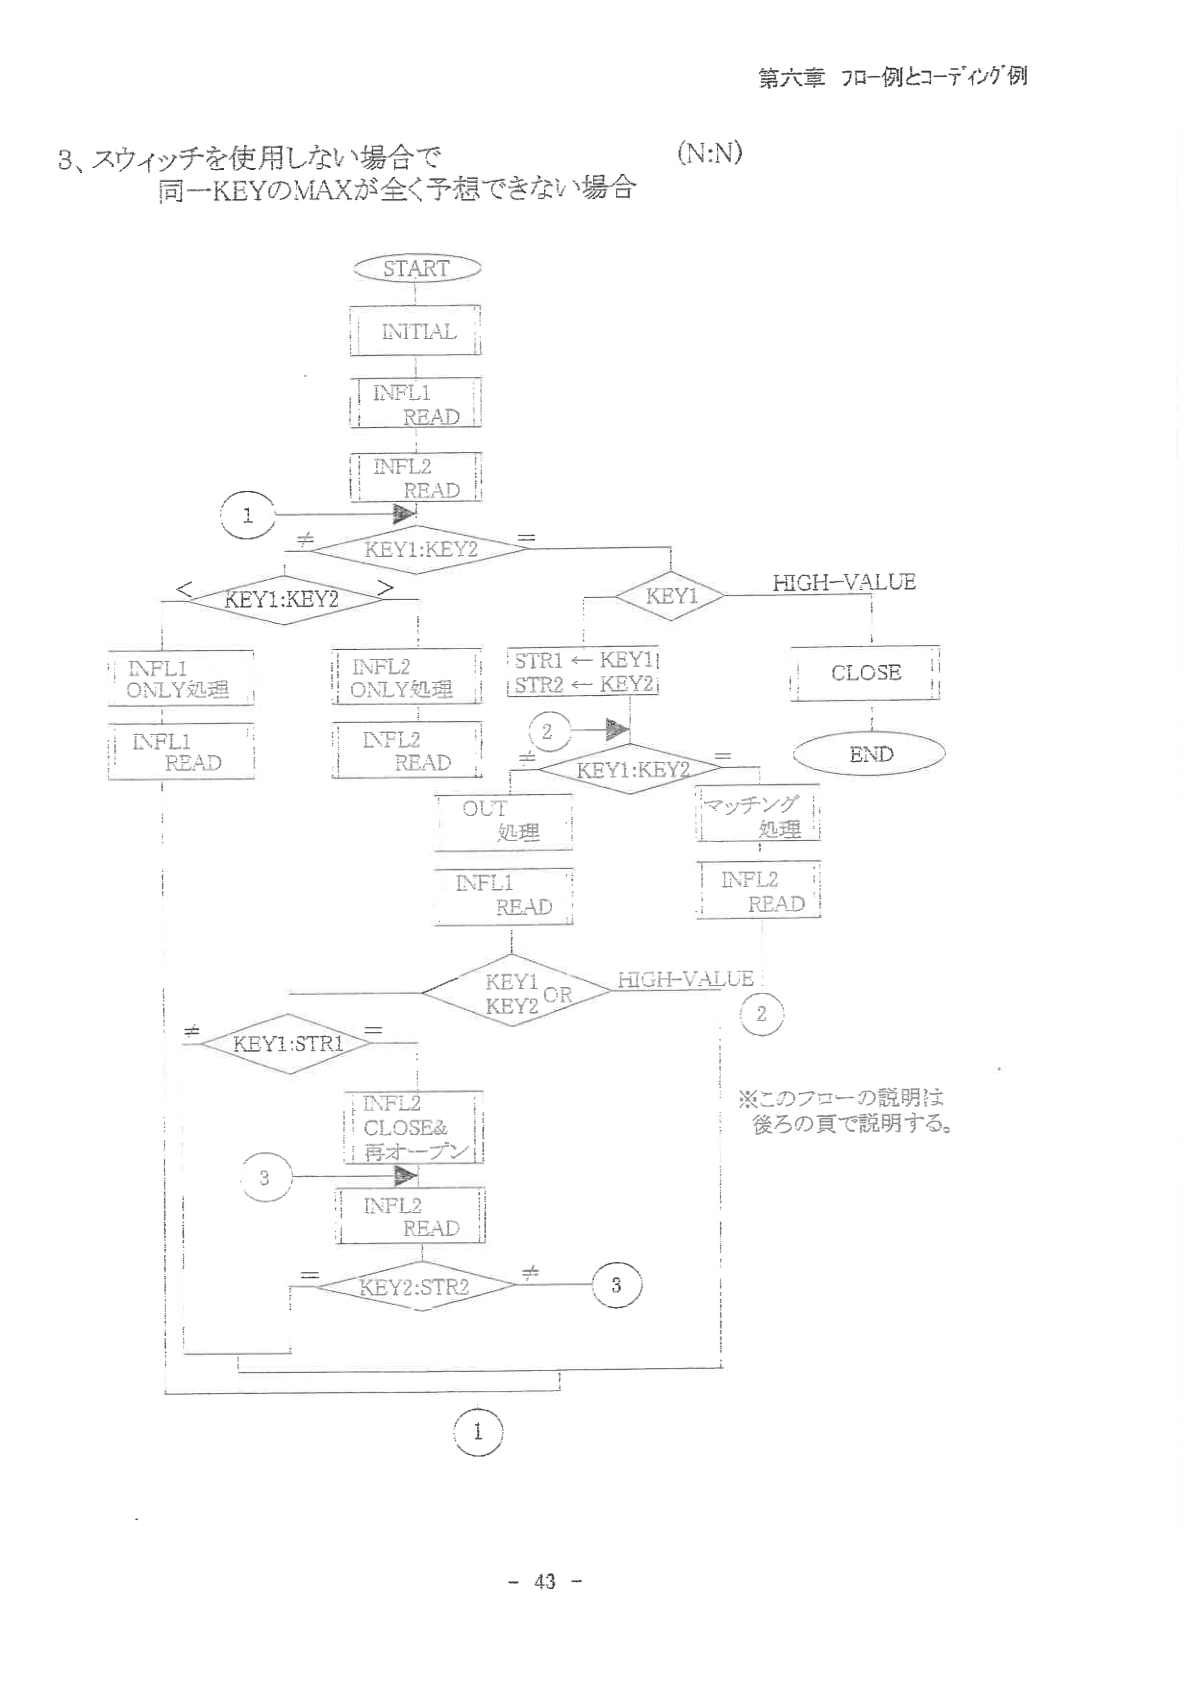 第六章 フロー例とコーディング例
3、スウィッチを使用しない場合で (N:N)
同一KEYのMAXが全く予想できない場合
START
INITIAL
INFL1
READ
INFL2
READ
1
≠ KEY1:KEY2 =
< KEY1:KEY2 >
KEY1 HIGH-VALUE
INFL1
ONLY処理
INFL2
ONLY処理
STR1 ← KEY1
STR2 ← KEY2
CLOSE
INFL1
READ
INFL2
READ
2
≠ KEY1:KEY2 =
END
OUT
処理
マッチング
処理
INFL1
READ
INFL2
READ
KEY1
KEY2 OR
HIGH-VALUE
2
≠ KEY1:STR1 =
※このフローの説明は
後ろの頁で説明する。
INFL2
CLOSE&
再オープン
3
INFL2
READ
= KEY2:STR2 ≠
3
1
- 43 -